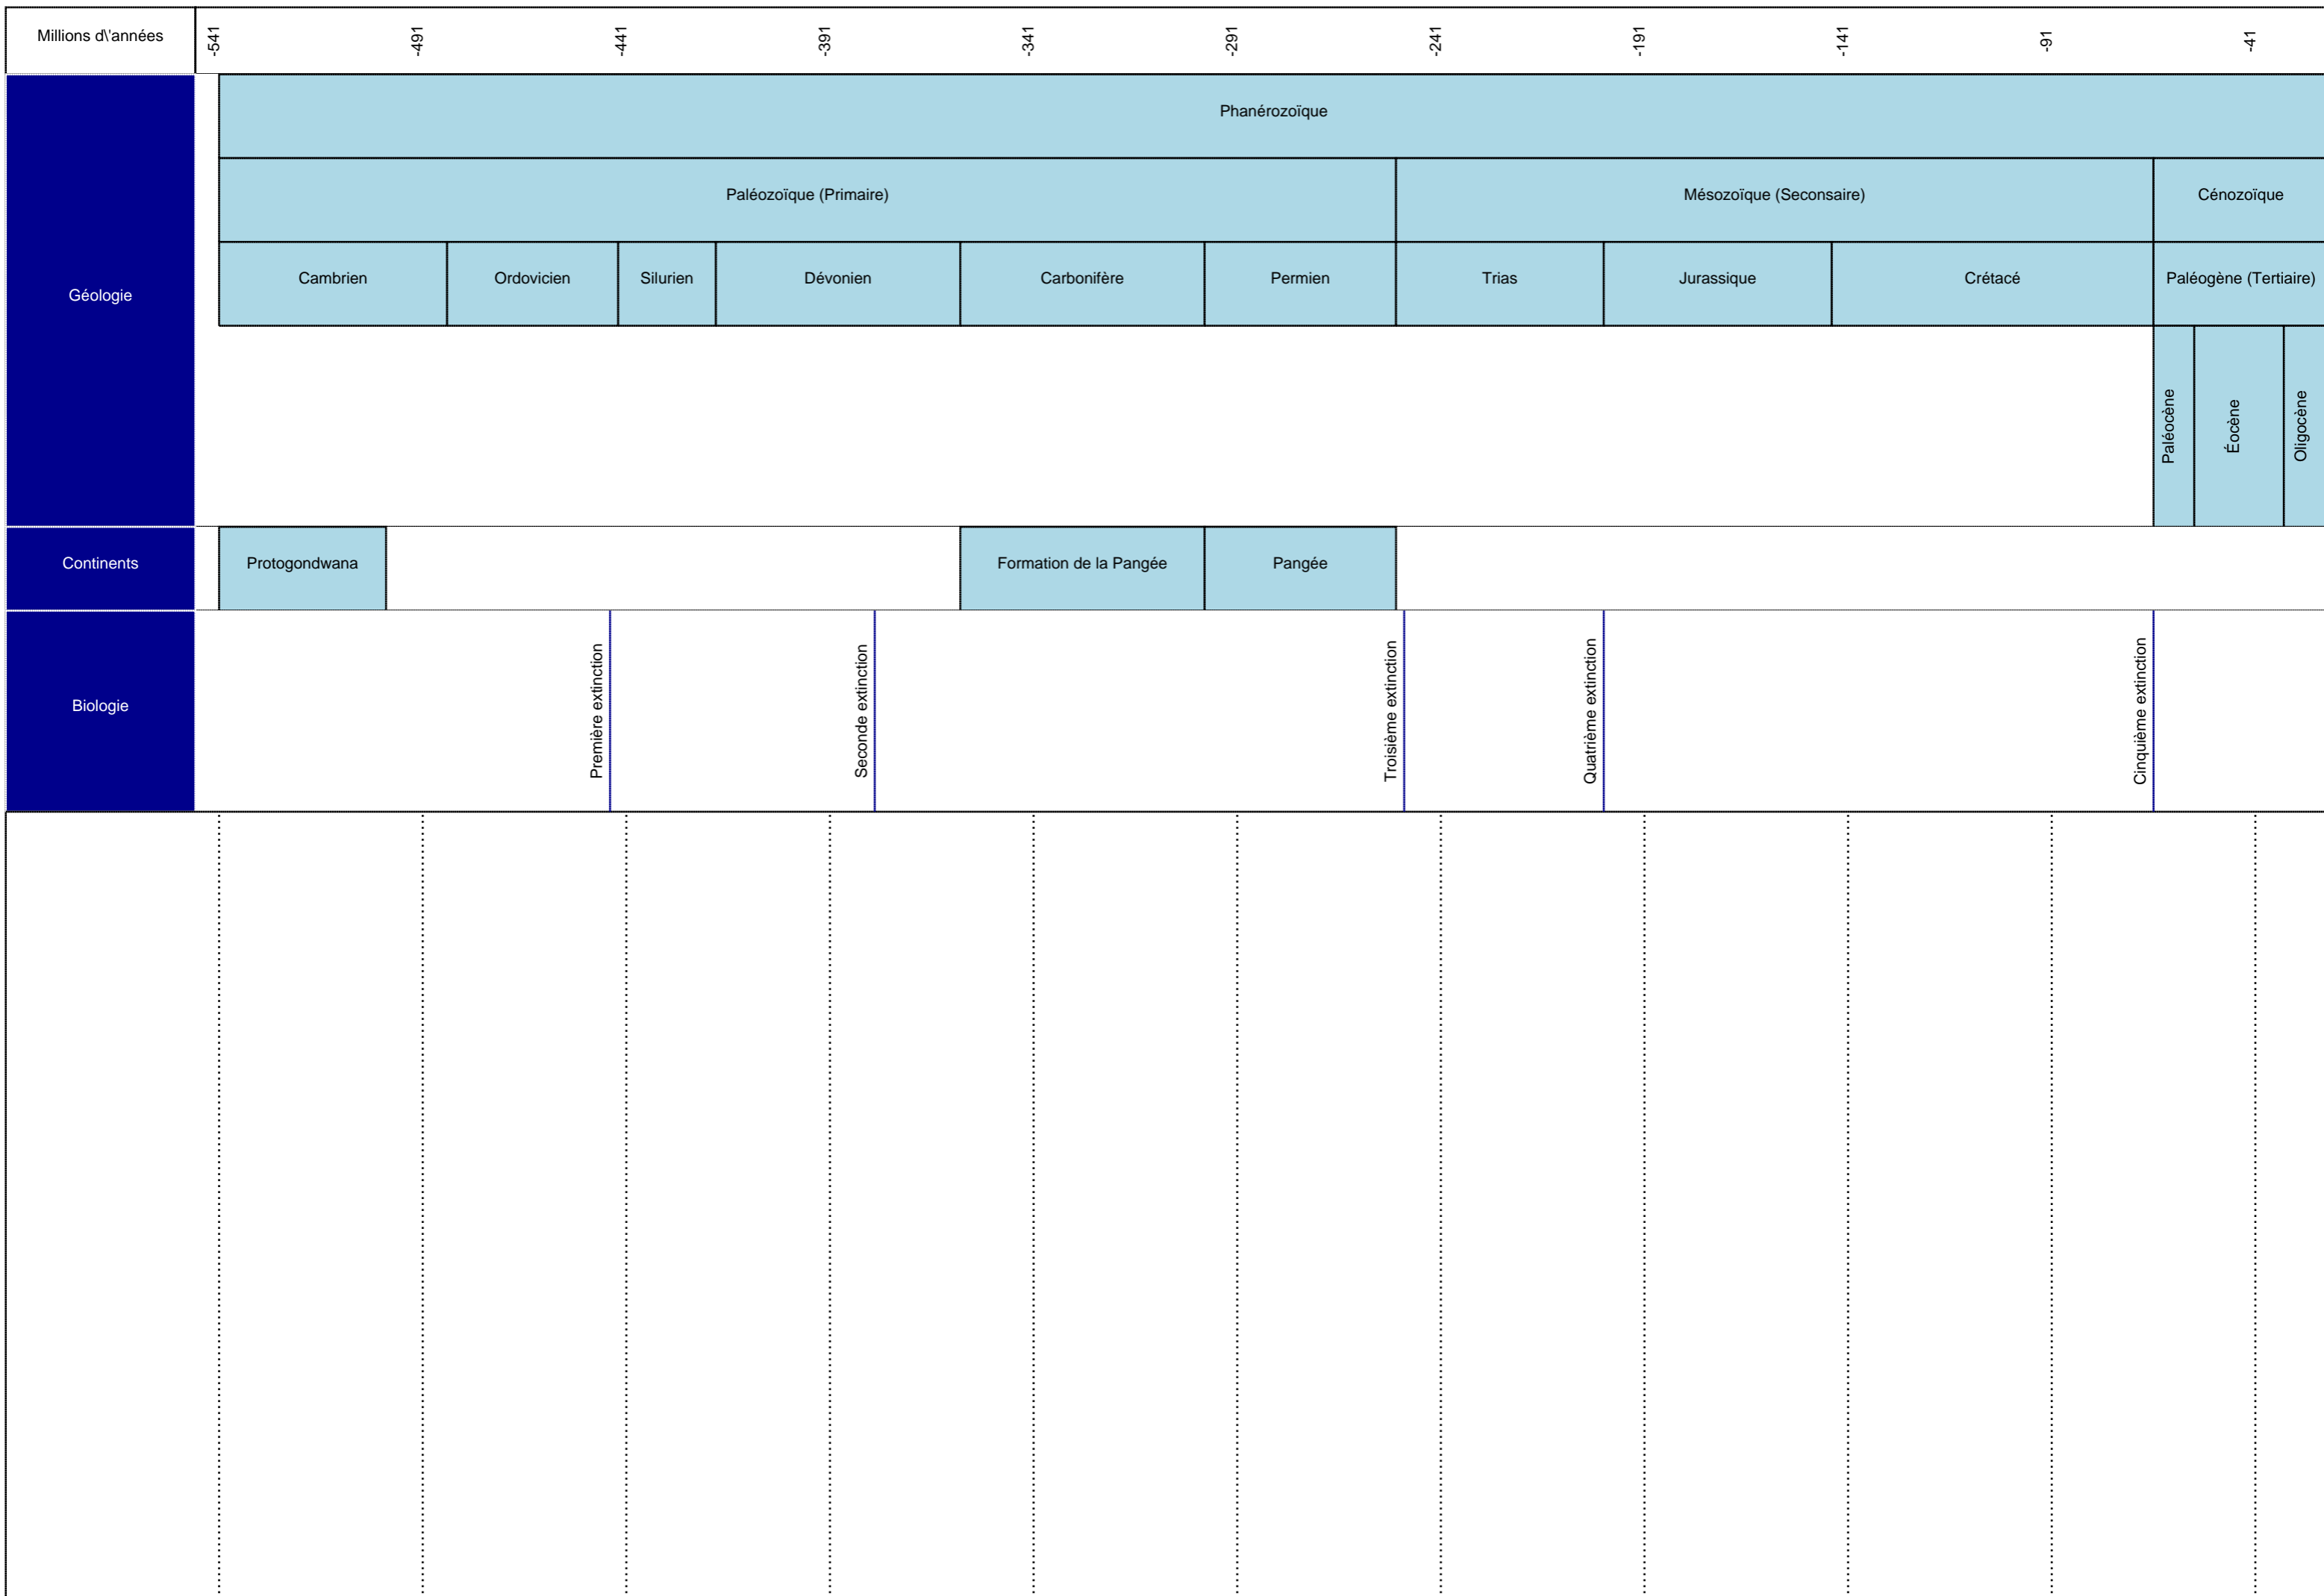 Millions d\'années
-541
-491
-441
-391
-341
-291
-241
-191
-141
-91
-41
Géologie
Phanérozoïque
Paléozoïque (Primaire)
Mésozoïque (Seconsaire)
Cénozoïque
Cambrien
Ordovicien
Silurien
Dévonien
Carbonifère
Permien
Trias
Jurassique
Crétacé
Paléogène (Tertiaire)
Paléocène
Éocène
Oligocène
Continents
Protogondwana
Formation de la Pangée
Pangée
Biologie
Première extinction
Seconde extinction
Troisième extinction
Quatrième extinction
Cinquième extinction